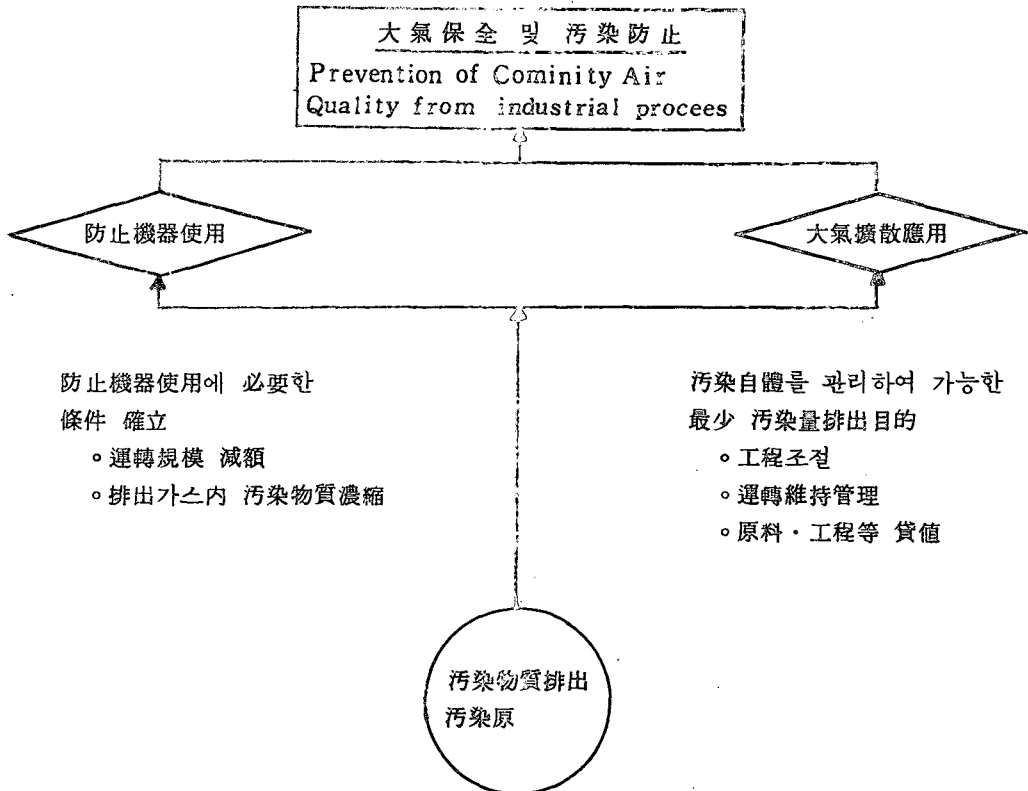 大氣保全 및 汚染防止
Prevention of Cominity Air
Quality from industrial procees
防止機器使用
大氣擴散應用
防止機器使用에 必要한
條件 確立
∘運轉規模 減額
∘排出가스内 汚染物質濃縮
汚染自體를 관리하여 가능한
最少 汚染量排出目的
∘工程조절
∘運轉維持管理
∘原料·工程等 貸値
汚染物質排出
汚染原